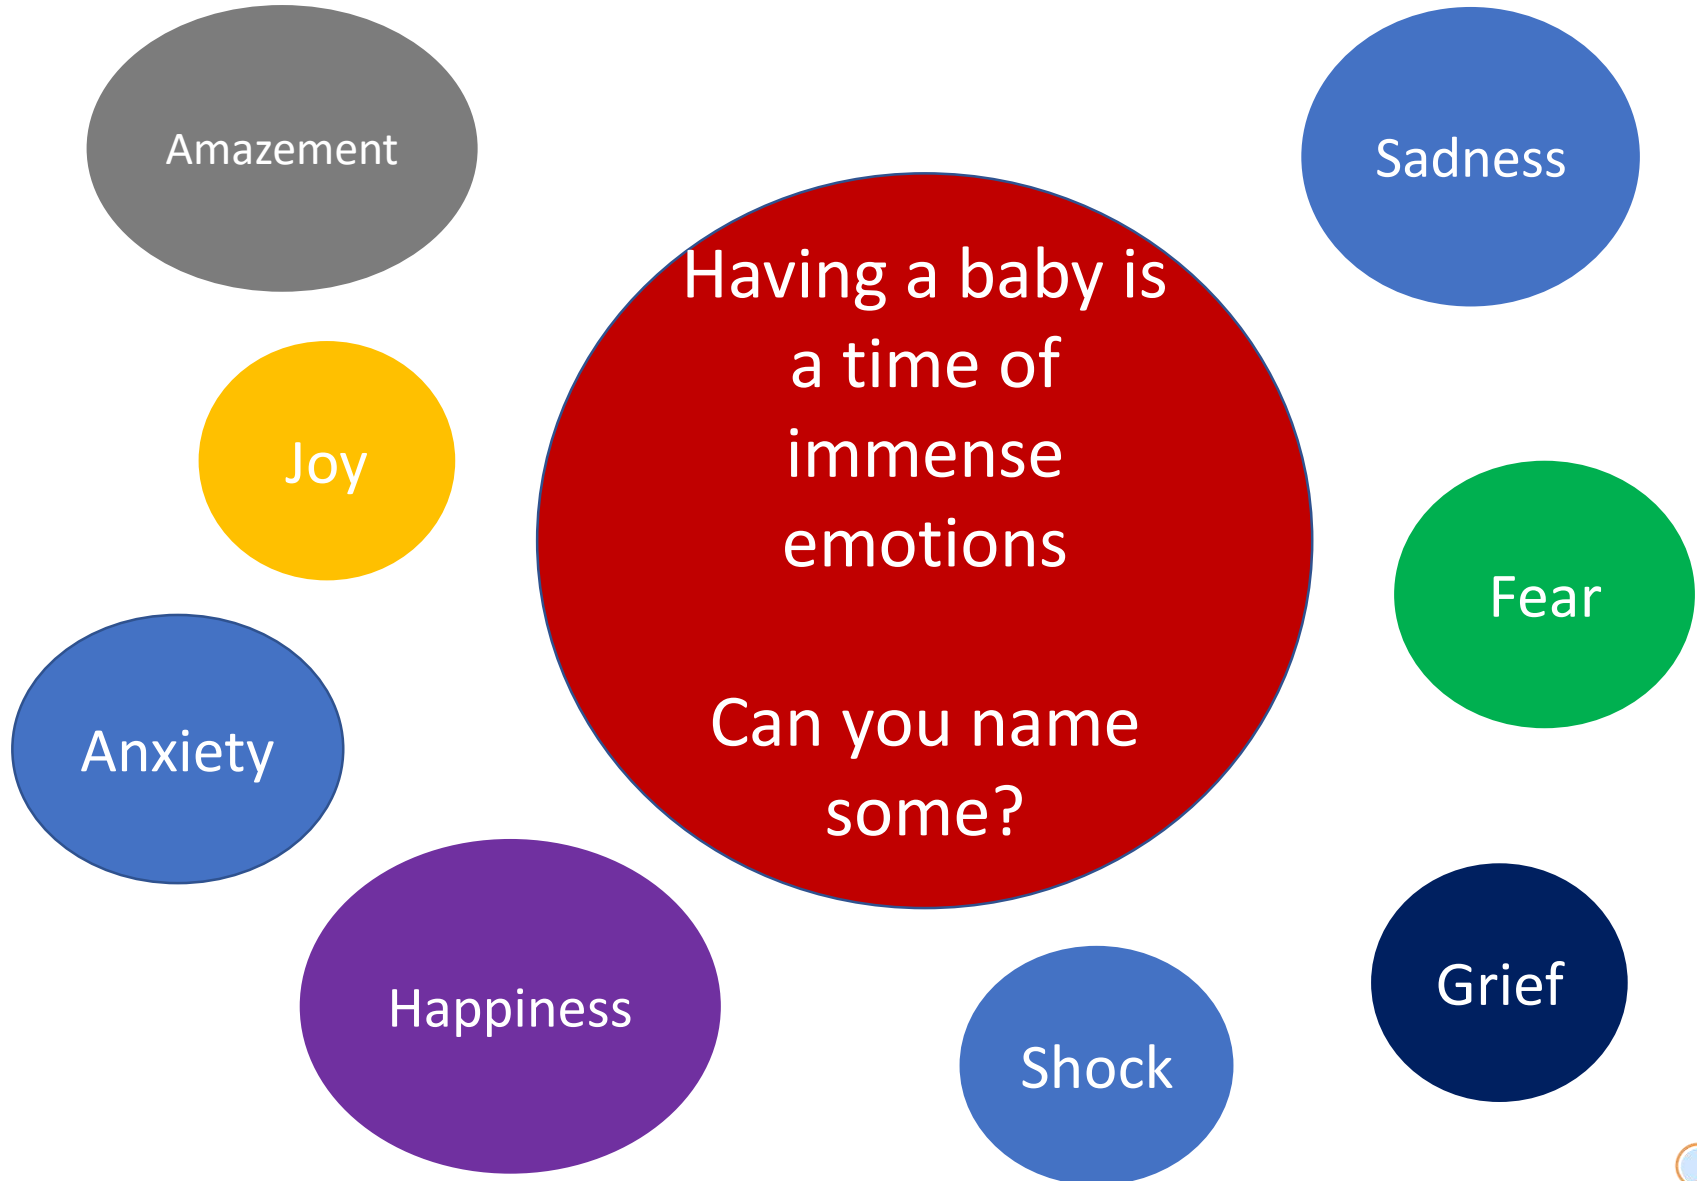 Amazement
Sadness
Having a baby is
a time of
immense
emotions
Can you name
some?
Joy
Fear
Anxiety
Happiness
Shock
Grief